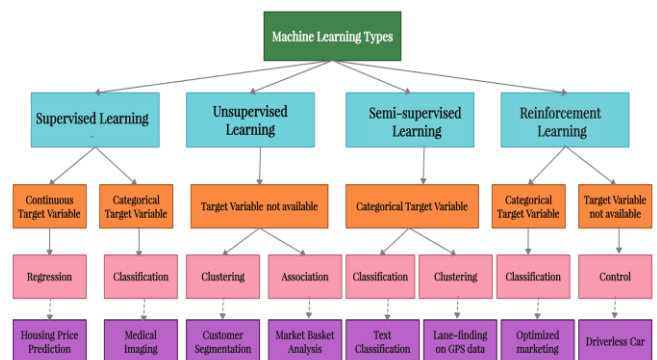 Machine Learning Types
Supervised Learning
Unsupervised
Learning
Semi-supervised
Learning
Reinforcement
Learning
Continuous
Target Variable
Categorical
Target Variable
Target Variable not available
Categorical Target Variable
Categorical
Target Variable
Target Variable
not available
Regression
Classification
Clustering
Association
Classification
Clustering
Classification
Control
Housing Price
Prediction
Medical
Imaging
Customer
Segmentation
Market Basket
Analysis
Text
Classification
Lane-finding
on GPS data
Optimized
marketing
Driverless Car